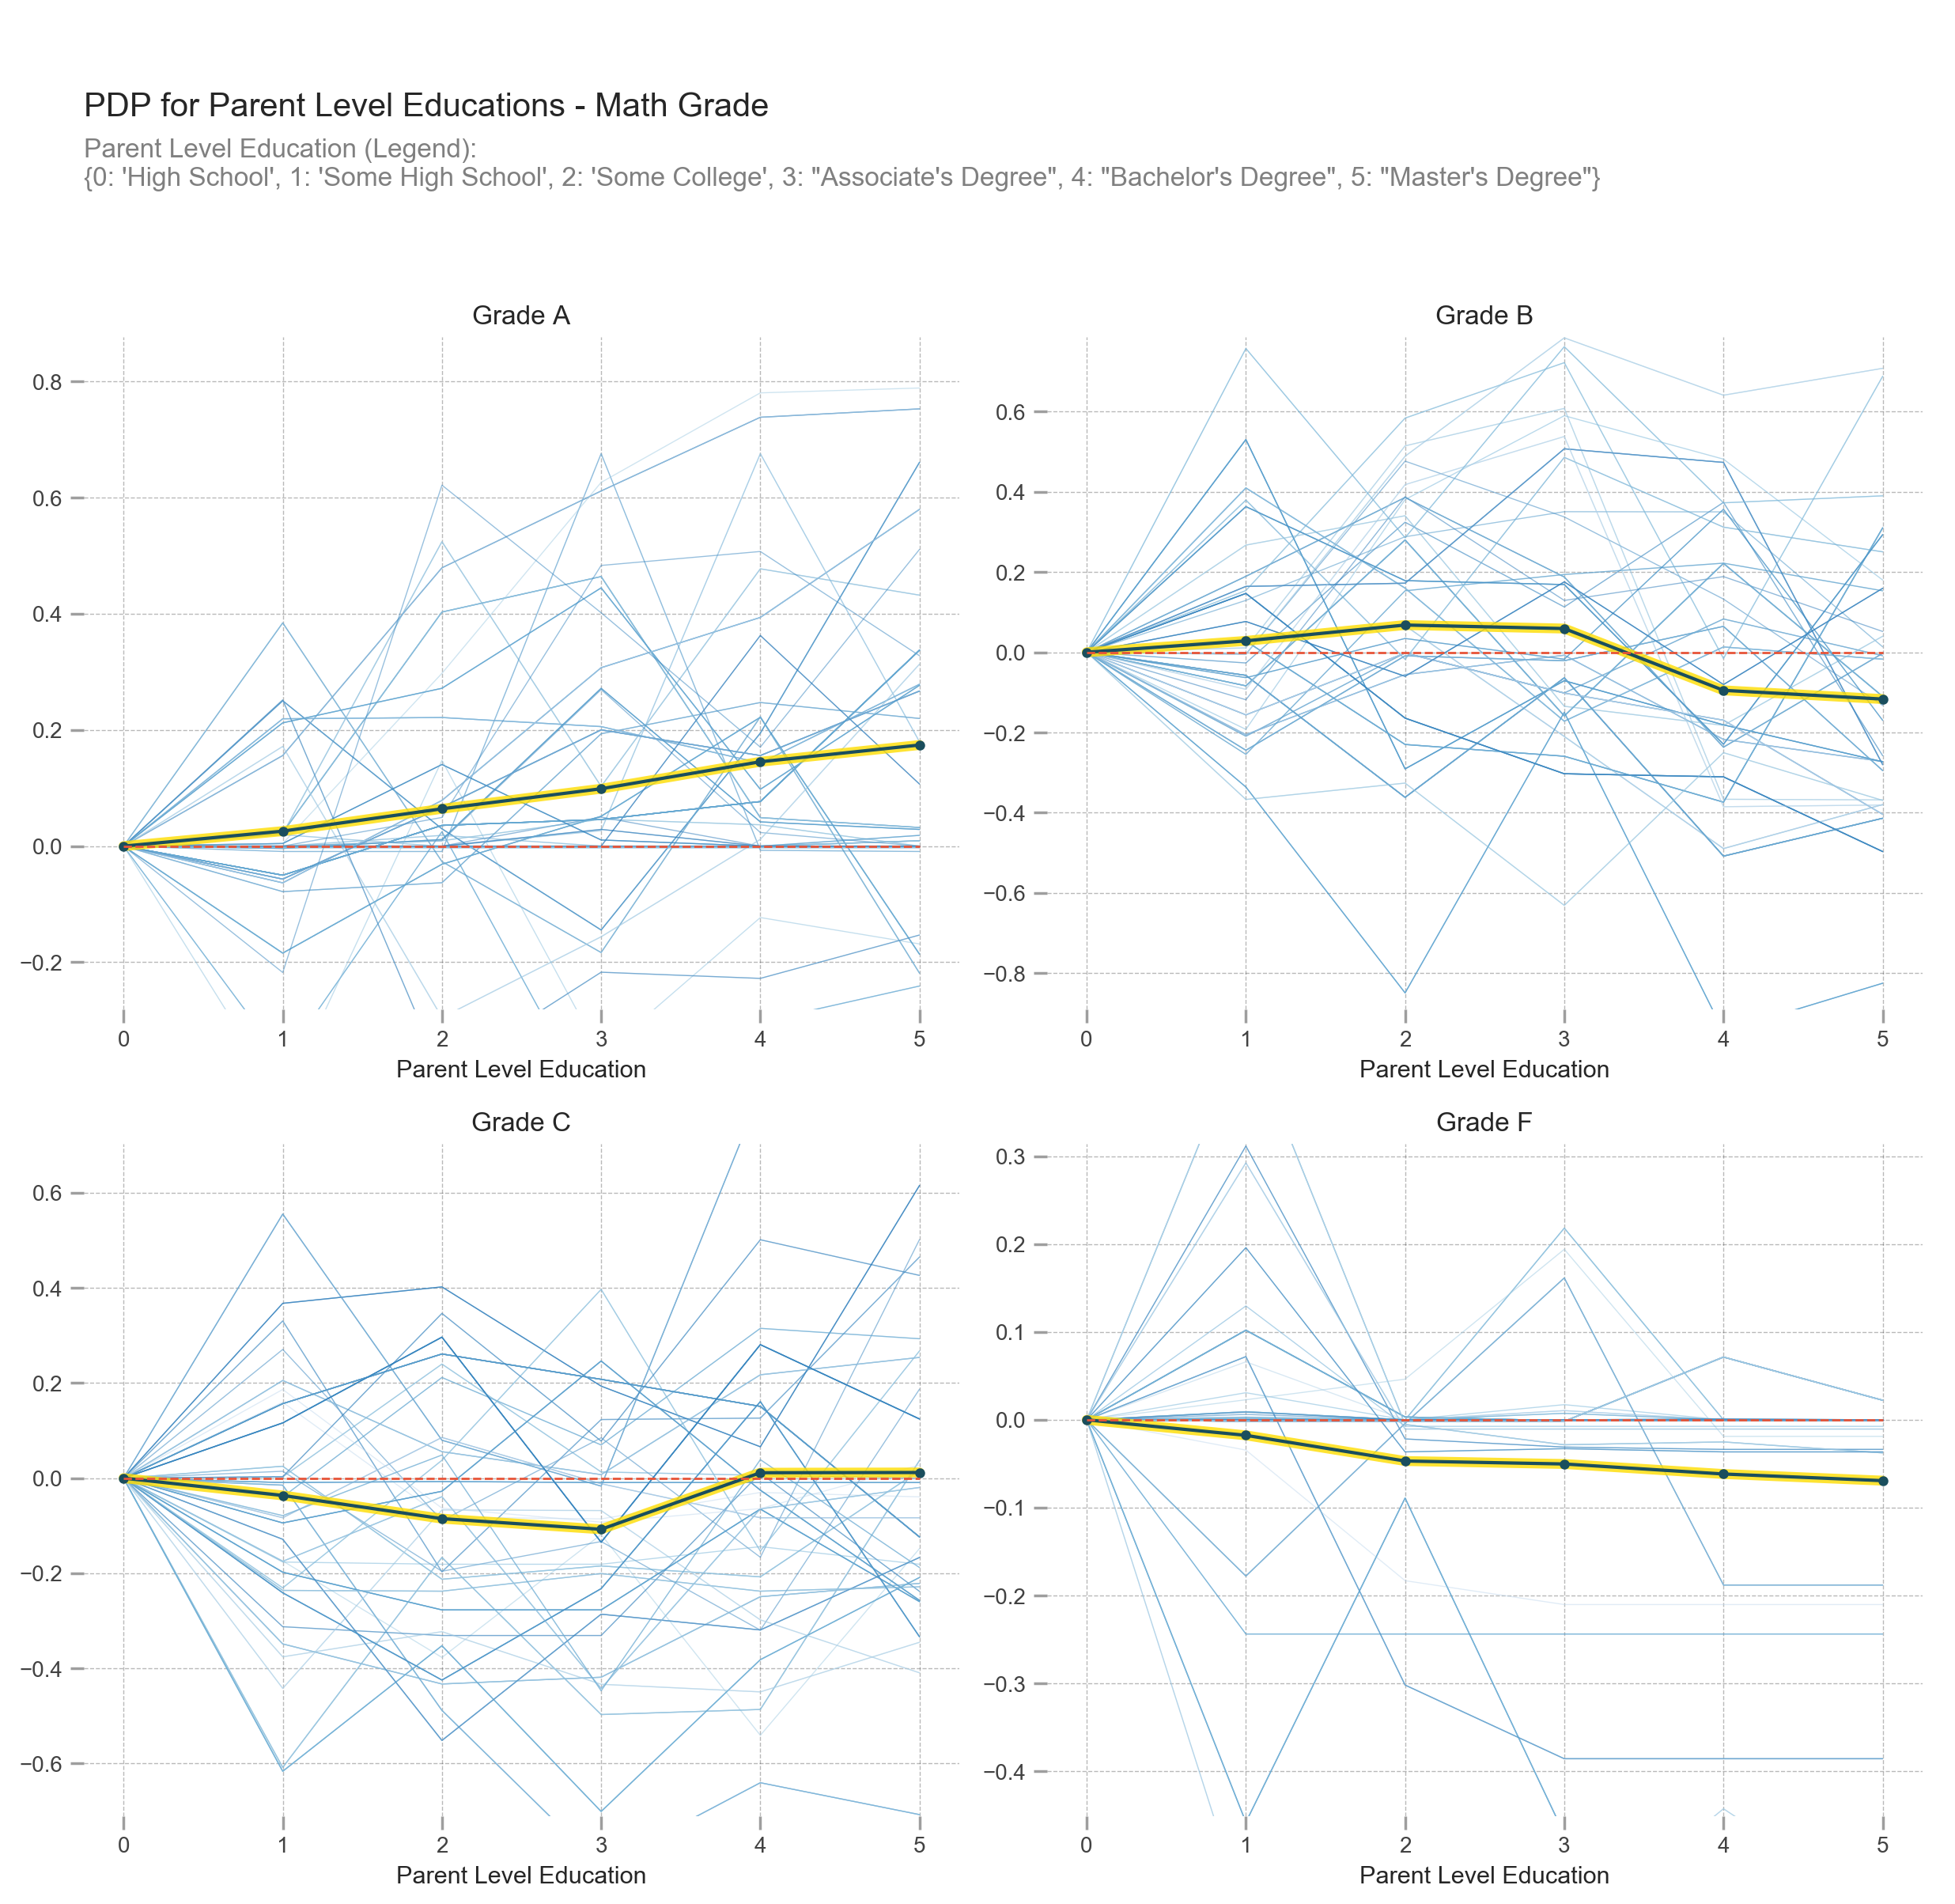 PDP for Parent Level Educations - Math Grade
Parent Level Education (Legend):
{0: 'High School', 1: 'Some High School', 2: 'Some College', 3: "Associate's Degree", 4: "Bachelor's Degree", 5: "Master's Degree"}
Grade A
0.8
0.6
0.4
0.2
0.0
−0.2
0 1 2 3 4 5
Parent Level Education
Grade B
0.6
0.4
0.2
0.0
−0.2
−0.4
−0.6
−0.8
0 1 2 3 4 5
Parent Level Education
Grade C
0.6
0.4
0.2
0.0
−0.2
−0.4
−0.6
0 1 2 3 4 5
Parent Level Education
Grade F
0.3
0.2
0.1
0.0
−0.1
−0.2
−0.3
−0.4
0 1 2 3 4 5
Parent Level Education